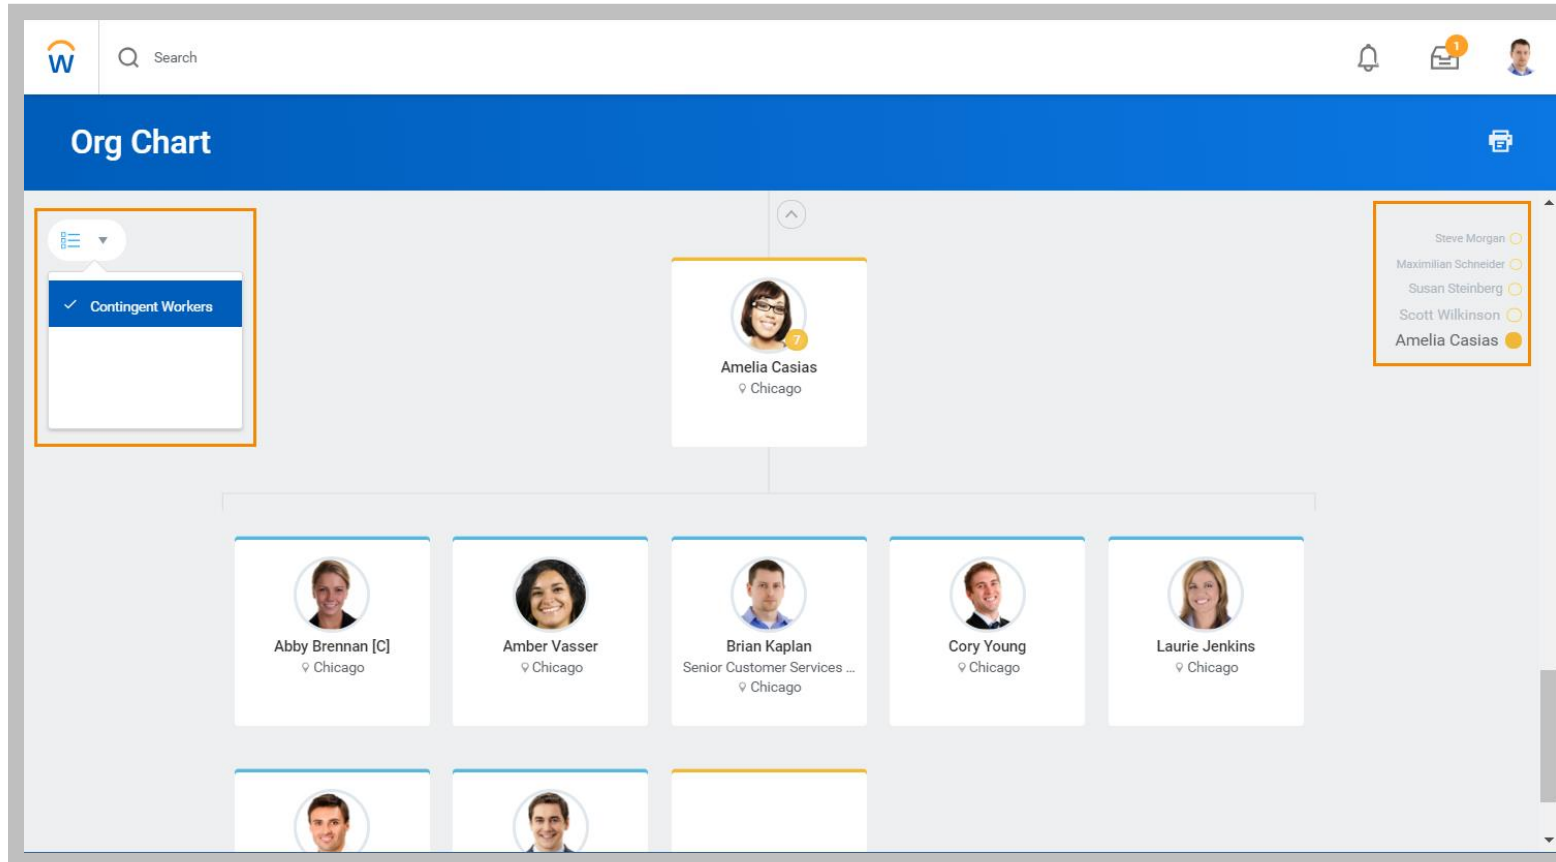 W
Search
1
Org Chart
Contingent Workers
Steve Morgan
Maximilian Schneider
Susan Steinberg
Scott Wilkinson
Amelia Casias
7
Amelia Casias
Chicago
Abby Brennan [C]
Chicago
Amber Vasser
Chicago
Brian Kaplan
Senior Customer Services ...
Chicago
Cory Young
Chicago
Laurie Jenkins
Chicago